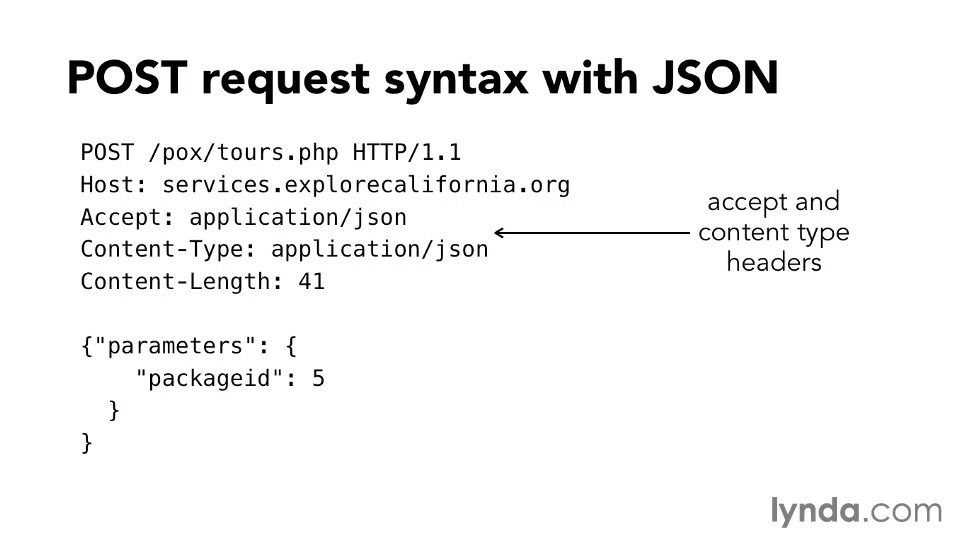 POST request syntax with JSON
POST /pox/tours.php HTTP/1.1
Host: services.explorecalifornia.org
Accept: application/json
Content-Type: application/json
Content-Length: 41
accept and
content type
headers
{"parameters": {
    "packageid": 5
  }
}
lynda.com